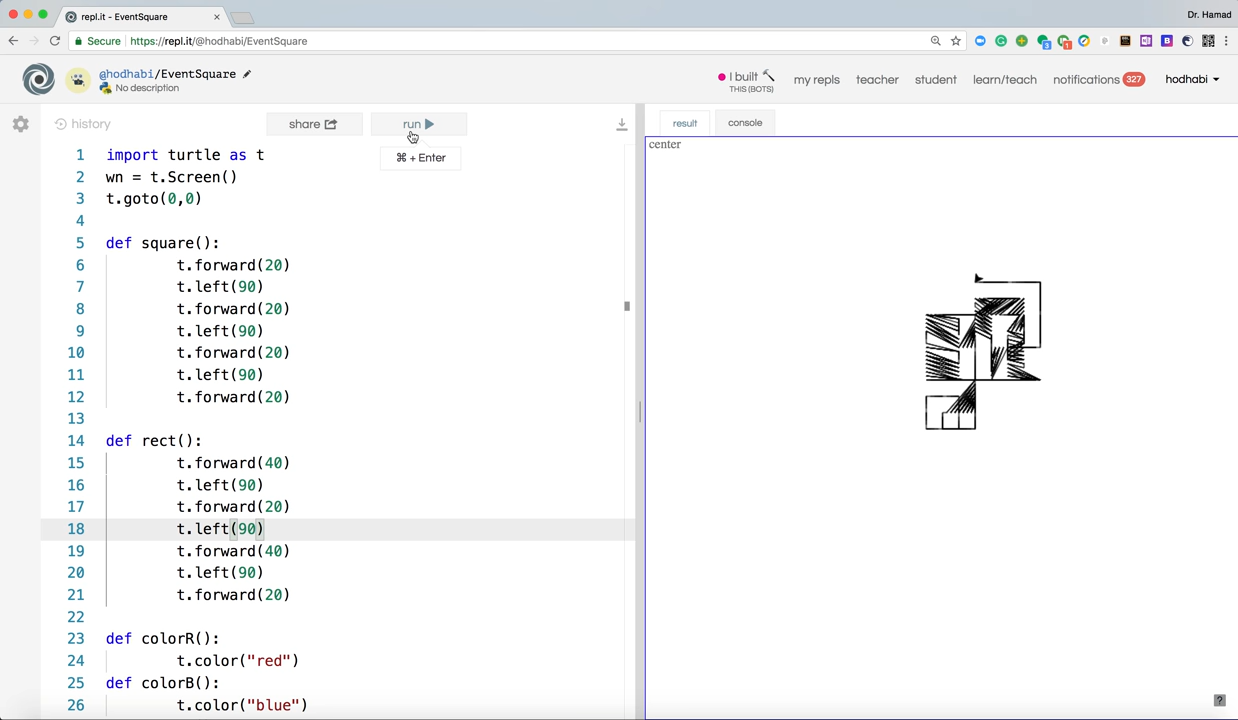 repl.it - EventSquare
Dr. Hamad
Secure https://repl.it/@hodhabi/EventSquare
@hodhabi/EventSquare
No description
I built
THIS (BOTS)
my repls
teacher
student
learn/teach
notifications 327
hodhabi
history
share
run
⌘ + Enter
result
console
center
1 import turtle as t
2 wn = t.Screen()
3 t.goto(0,0)
4
5 def square():
6 t.forward(20)
7 t.left(90)
8 t.forward(20)
9 t.left(90)
10 t.forward(20)
11 t.left(90)
12 t.forward(20)
13
14 def rect():
15 t.forward(40)
16 t.left(90)
17 t.forward(20)
18 t.left(90)
19 t.forward(40)
20 t.left(90)
21 t.forward(20)
22
23 def colorR():
24 t.color("red")
25 def colorB():
26 t.color("blue")
?